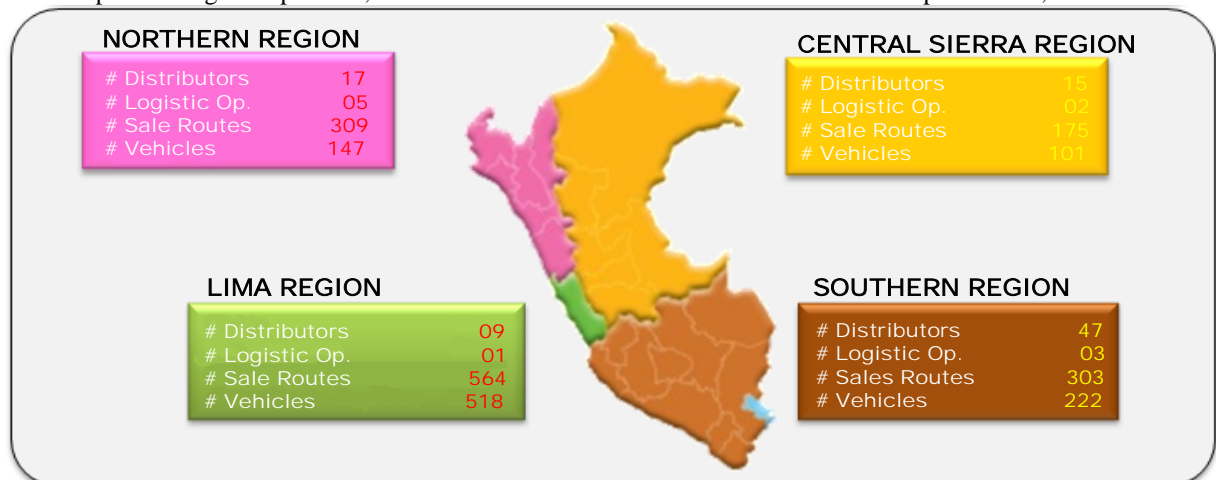 NORTHERN REGION
# Distributors 17
# Logistic Op. 05
# Sale Routes 309
# Vehicles 147
CENTRAL SIERRA REGION
# Distributors 15
# Logistic Op. 02
# Sale Routes 175
# Vehicles 101
LIMA REGION
# Distributors 09
# Logistic Op. 01
# Sale Routes 564
# Vehicles 518
SOUTHERN REGION
# Distributors 47
# Logistic Op. 03
# Sales Routes 303
# Vehicles 222